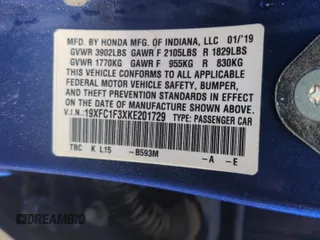 MFD. BY HONDA MFG. OF INDIANA, LLC 01/'19
GVWR 3902LBS GAWR F 2105LBS R 1829LBS
GVWR 1770KG GAWR F 955KG R 830KG
THIS VEHICLE CONFORMS TO ALL APPLICABLE
FEDERAL MOTOR VEHICLE SAFETY, BUMPER,
AND THEFT PREVENTION STANDARDS IN EFFECT
ON THE DATE OF MANUFACTURE SHOWN ABOVE.
V.I.N.: 19XFC1F3XKE201729 TYPE: PASSENGER CAR
TBC K L15 -B593M -A -E
DREAMBID